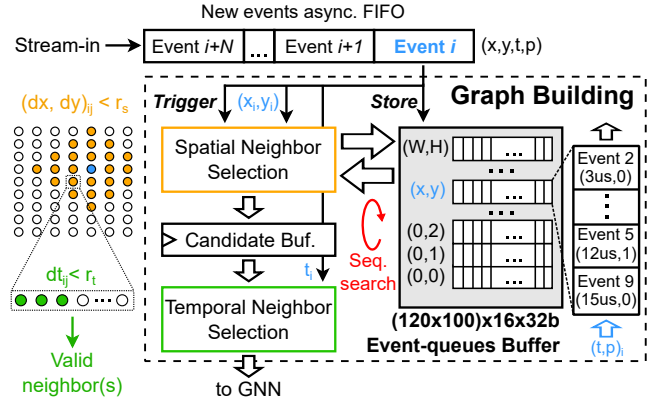 New events async. FIFO
Stream-in
Event i+N
...
Event i+1
Event i
(x,y,t,p)
(dx, dy)ij < rs
Trigger
(xi,yi)
Store
Graph Building
Spatial Neighbor
Selection
Candidate Buf.
ti
Temporal Neighbor
Selection
to GNN
dtij< rt
...
Valid
neighbor(s)
Seq.
search
(W,H)
...
...
(x,y)
...
...
(0,2)
...
(0,1)
...
(0,0)
...
(120x100)x16x32b
Event-queues Buffer
Event 2
(3us,0)
⋮
Event 5
(12us,1)
Event 9
(15us,0)
(t,p)i